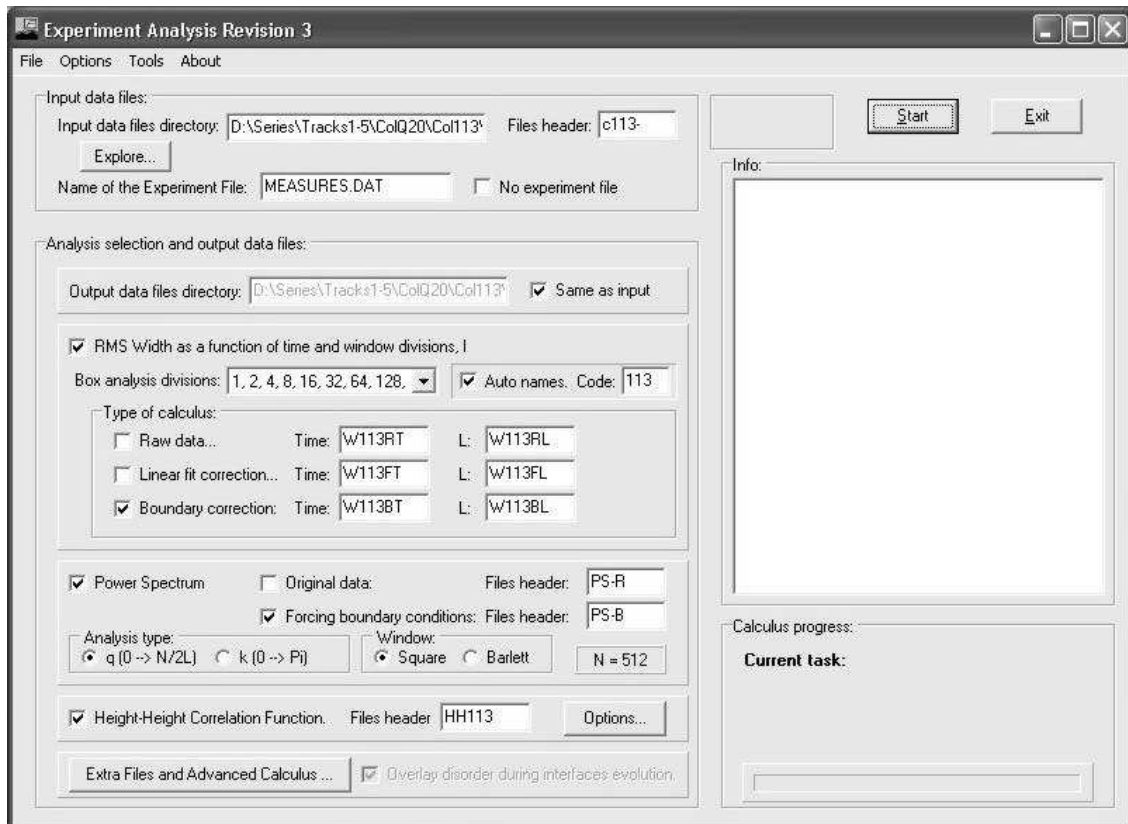 Experiment Analysis Revision 3
File Options Tools About
Input data files:
Input data files directory: D:\Series\Tracks1-5\ColQ20\Col113\ Files header: c113-
Explore...
Name of the Experiment File: MEASURES.DAT No experiment file
Start Exit
Info:
Analysis selection and output data files:
Output data files directory: D:\Series\Tracks1-5\ColQ20\Col113\ Same as input
RMS Width as a function of time and window divisions, l
Box analysis divisions: 1, 2, 4, 8, 16, 32, 64, 128, Auto names. Code: 113
Type of calculus:
Raw data... Time: W113RT L: W113RL
Linear fit correction... Time: W113FT L: W113FL
Boundary correction: Time: W113BT L: W113BL
Power Spectrum Original data: Files header: PS-R
Forcing boundary conditions: Files header: PS-B
Analysis type: Window:
q (0 --> N/2L) k (0 --> Pi) Square Barlett N = 512
Height-Height Correlation Function. Files header HH113 Options...
Extra Files and Advanced Calculus ... Overlay disorder during interfaces evolution.
Calculus progress:
Current task: